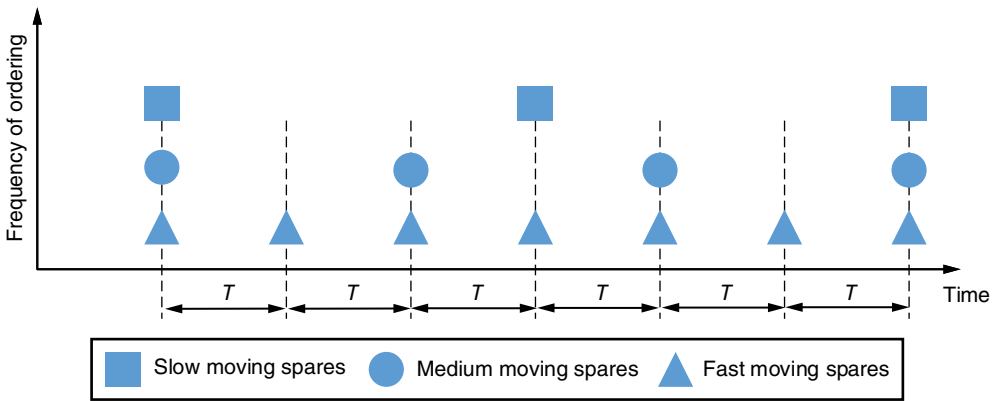 Frequency of ordering
T T T T T T
Time
Slow moving spares Medium moving spares Fast moving spares